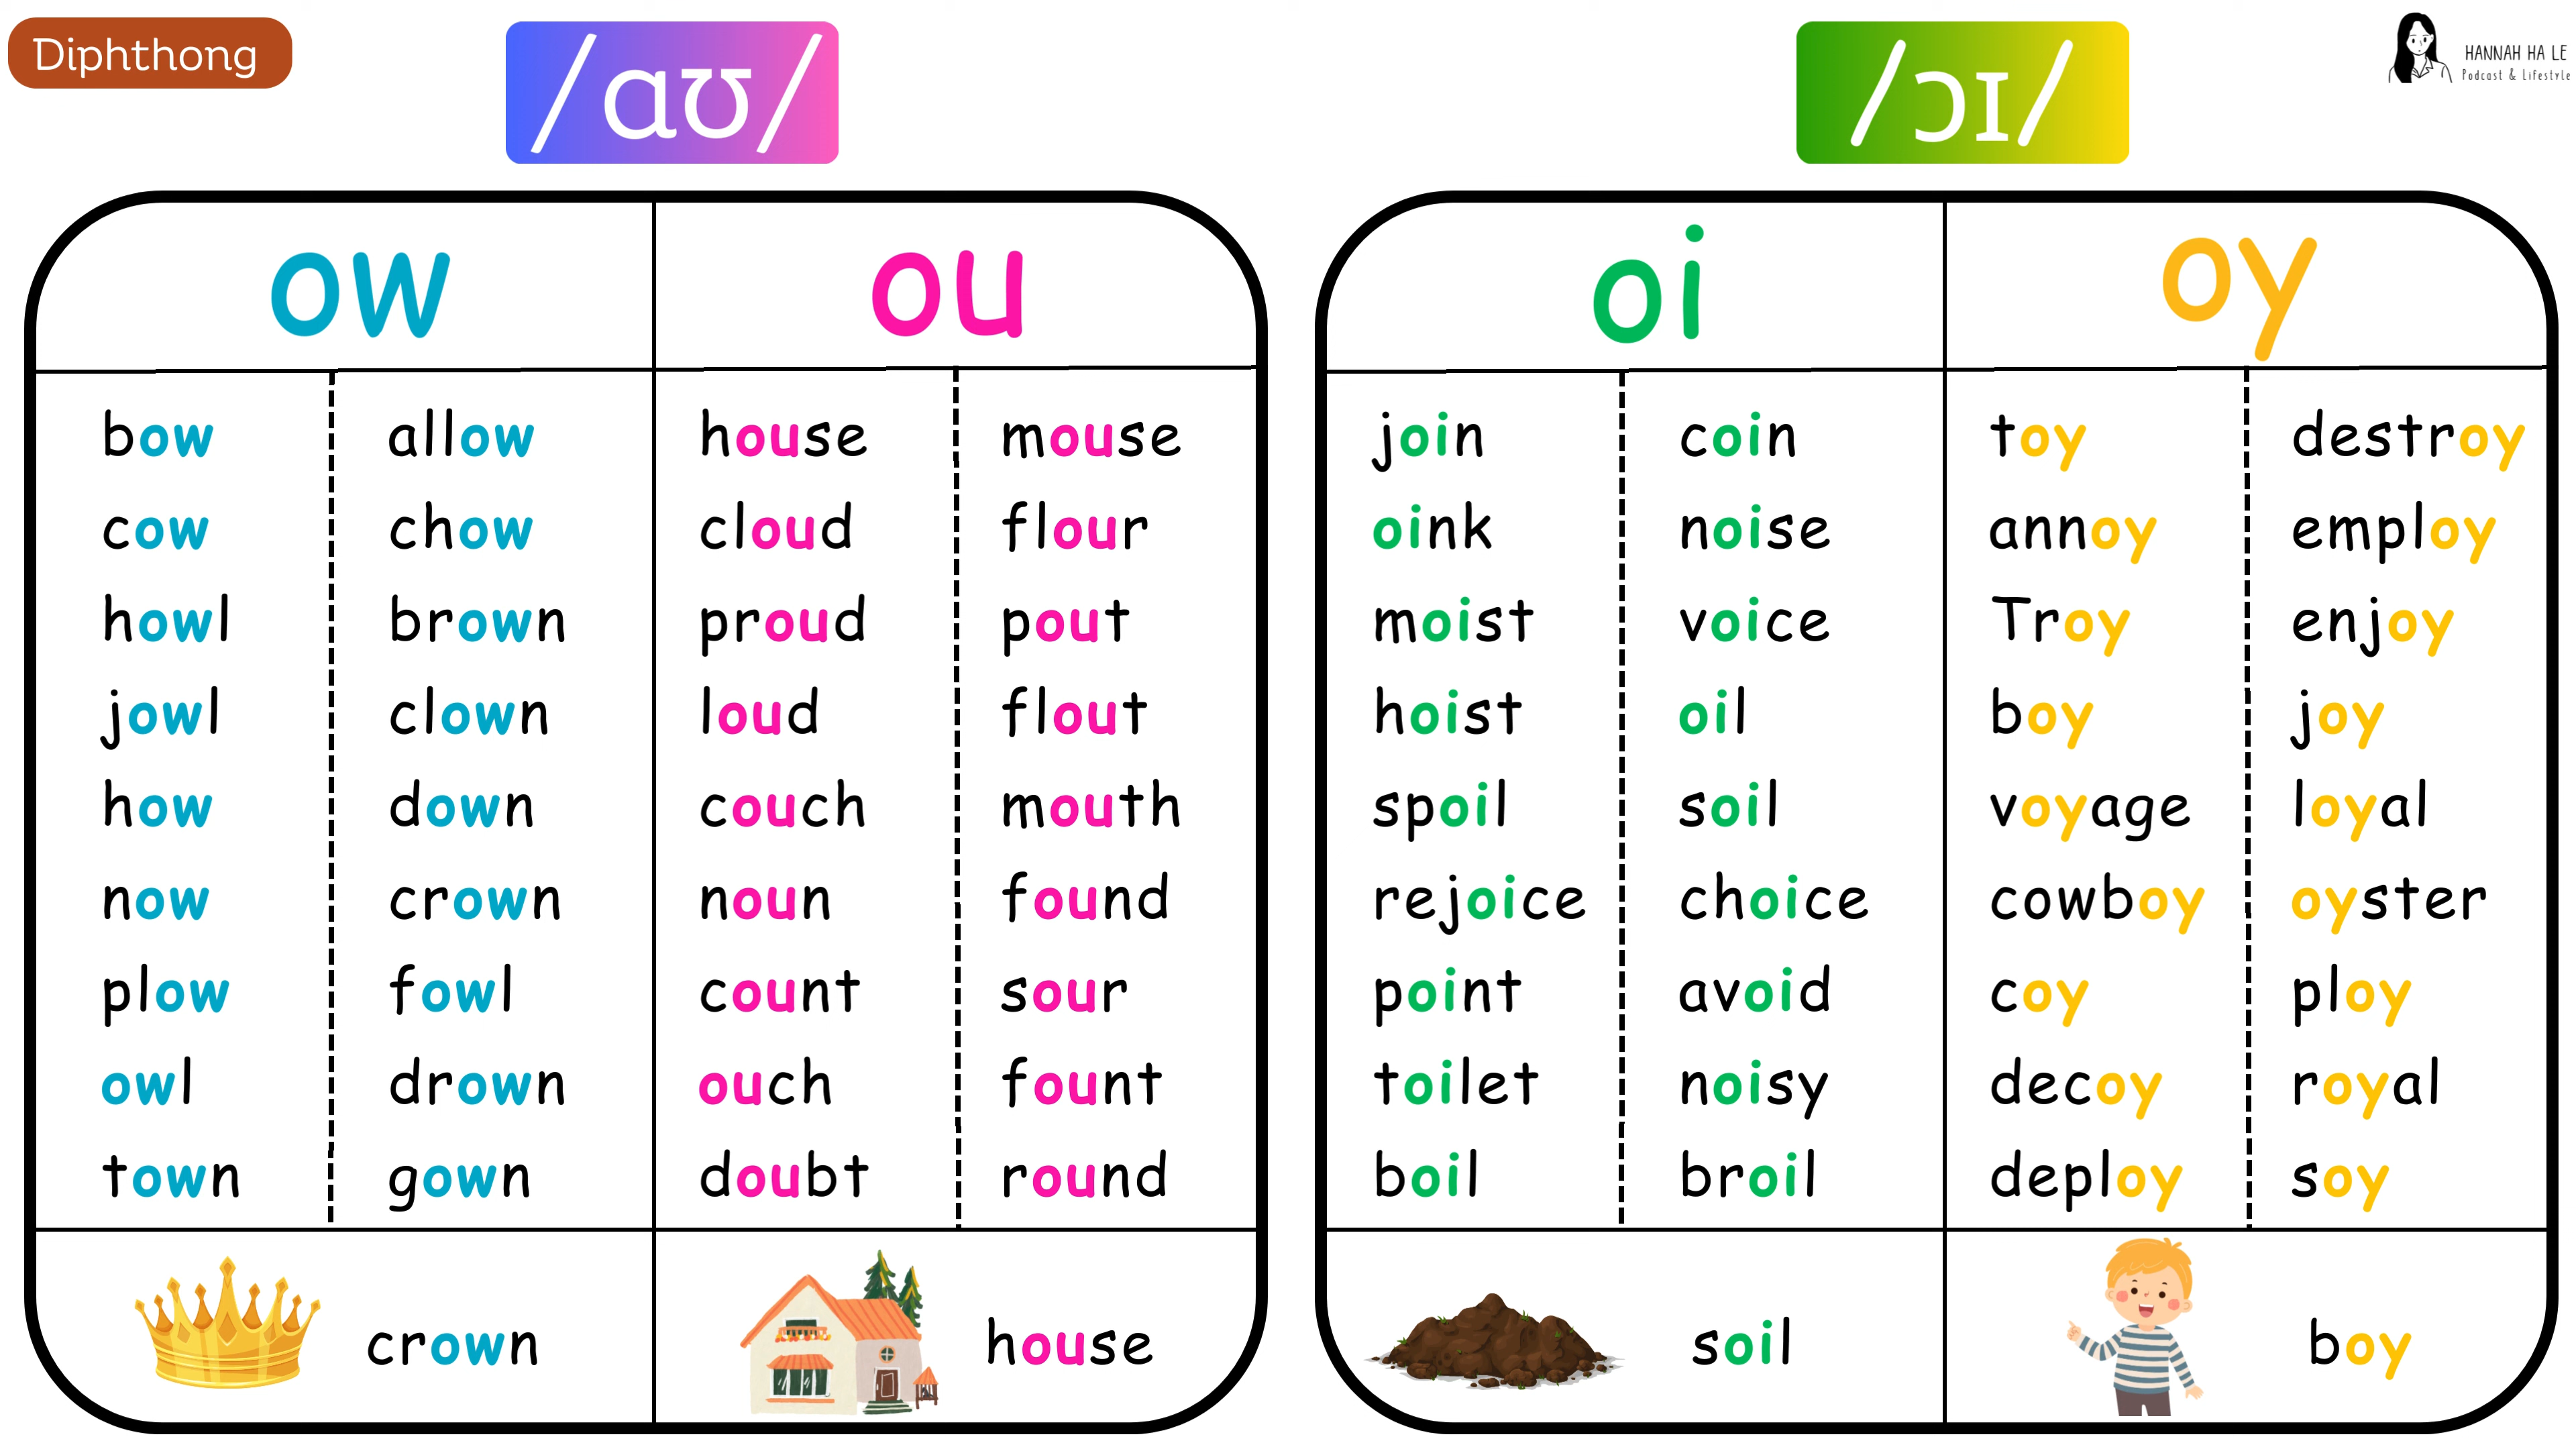 Diphthong
/ɑʊ/
/ɔɪ/
HANNAH HA LE
Podcast & Lifestyle
ow
ou
oi
oy
bow allow house mouse join coin toy destroy
cow chow cloud flour oink noise annoy employ
howl brown proud pout moist voice Troy enjoy
jowl clown loud flout hoist oil boy joy
how down couch mouth spoil soil voyage loyal
now crown noun found rejoice choice cowboy oyster
plow fowl count sour point avoid coy ploy
owl drown ouch fount toilet noisy decoy royal
town gown doubt round boil broil deploy soy
crown
house
soil
boy